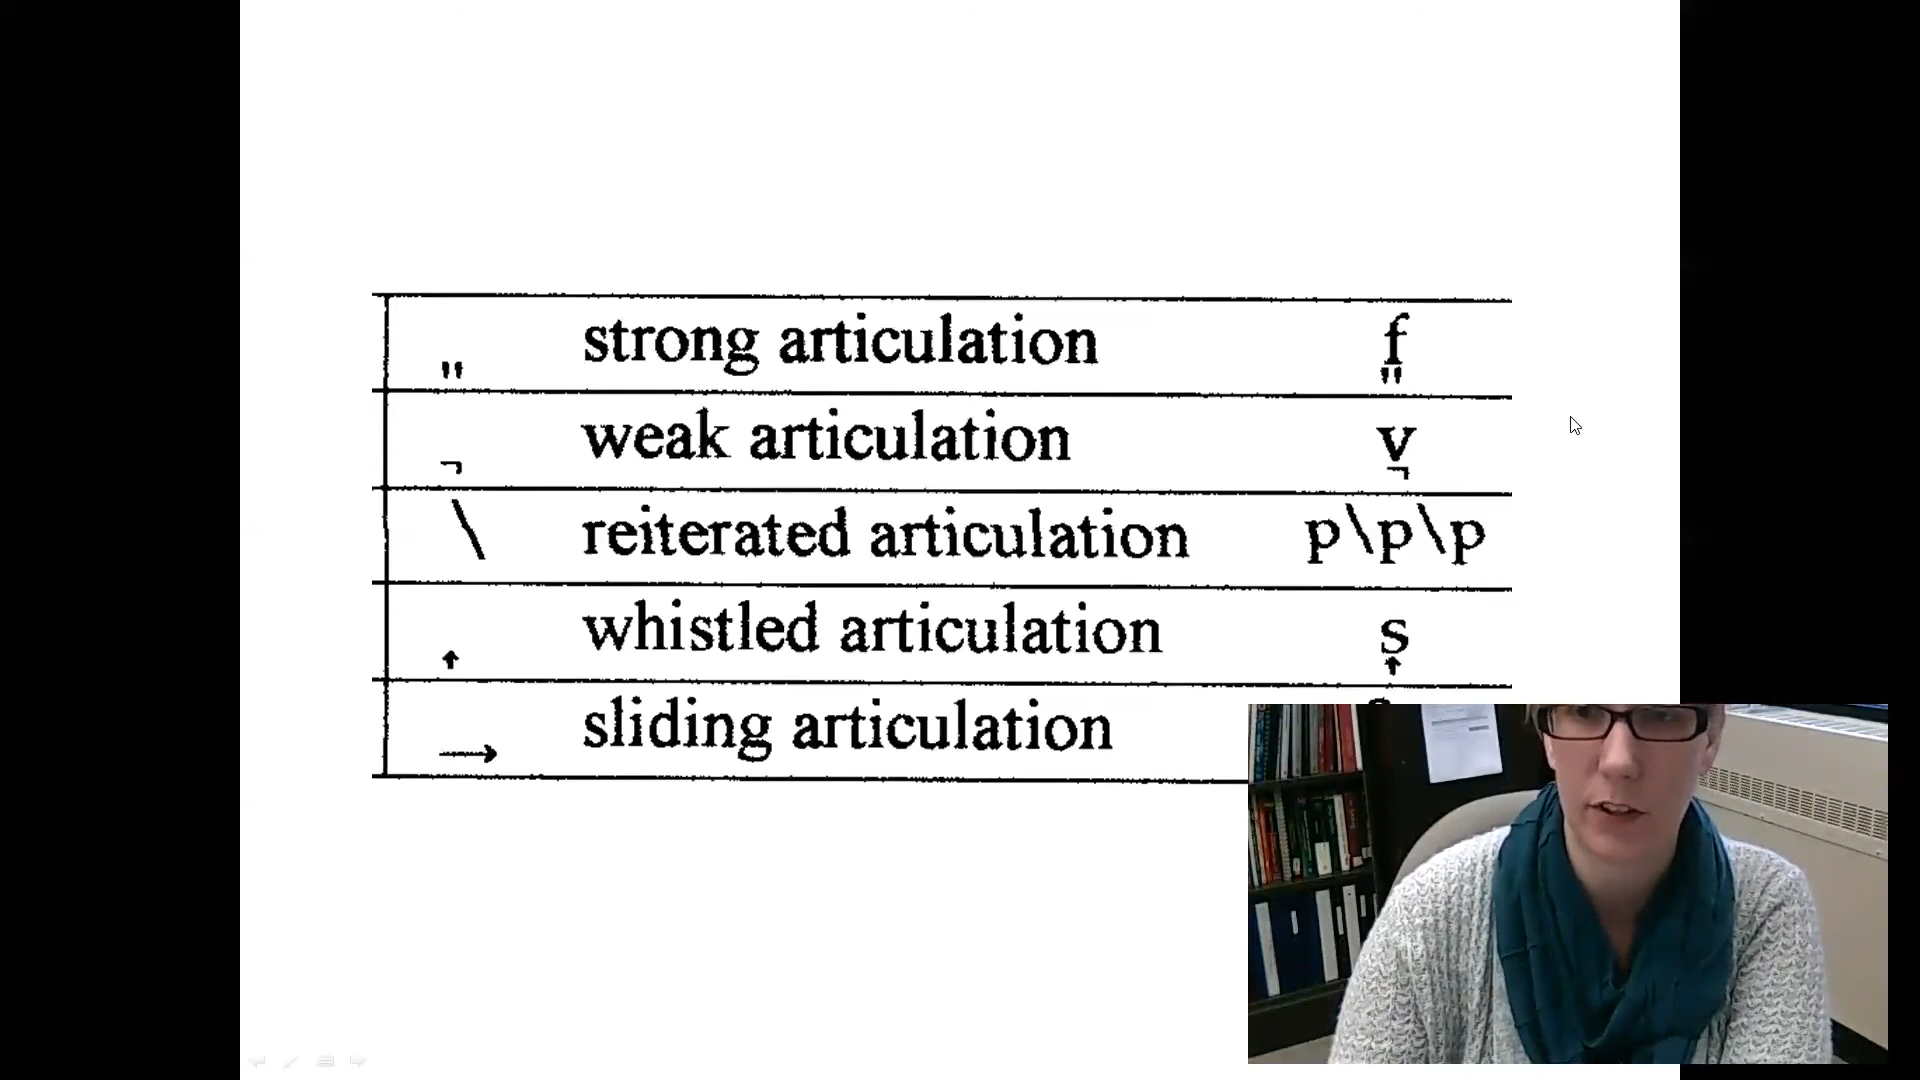 " strong articulation f"
¬ weak articulation v¬
\ reiterated articulation p\p\p
↑ whistled articulation s↑
→ sliding articulation